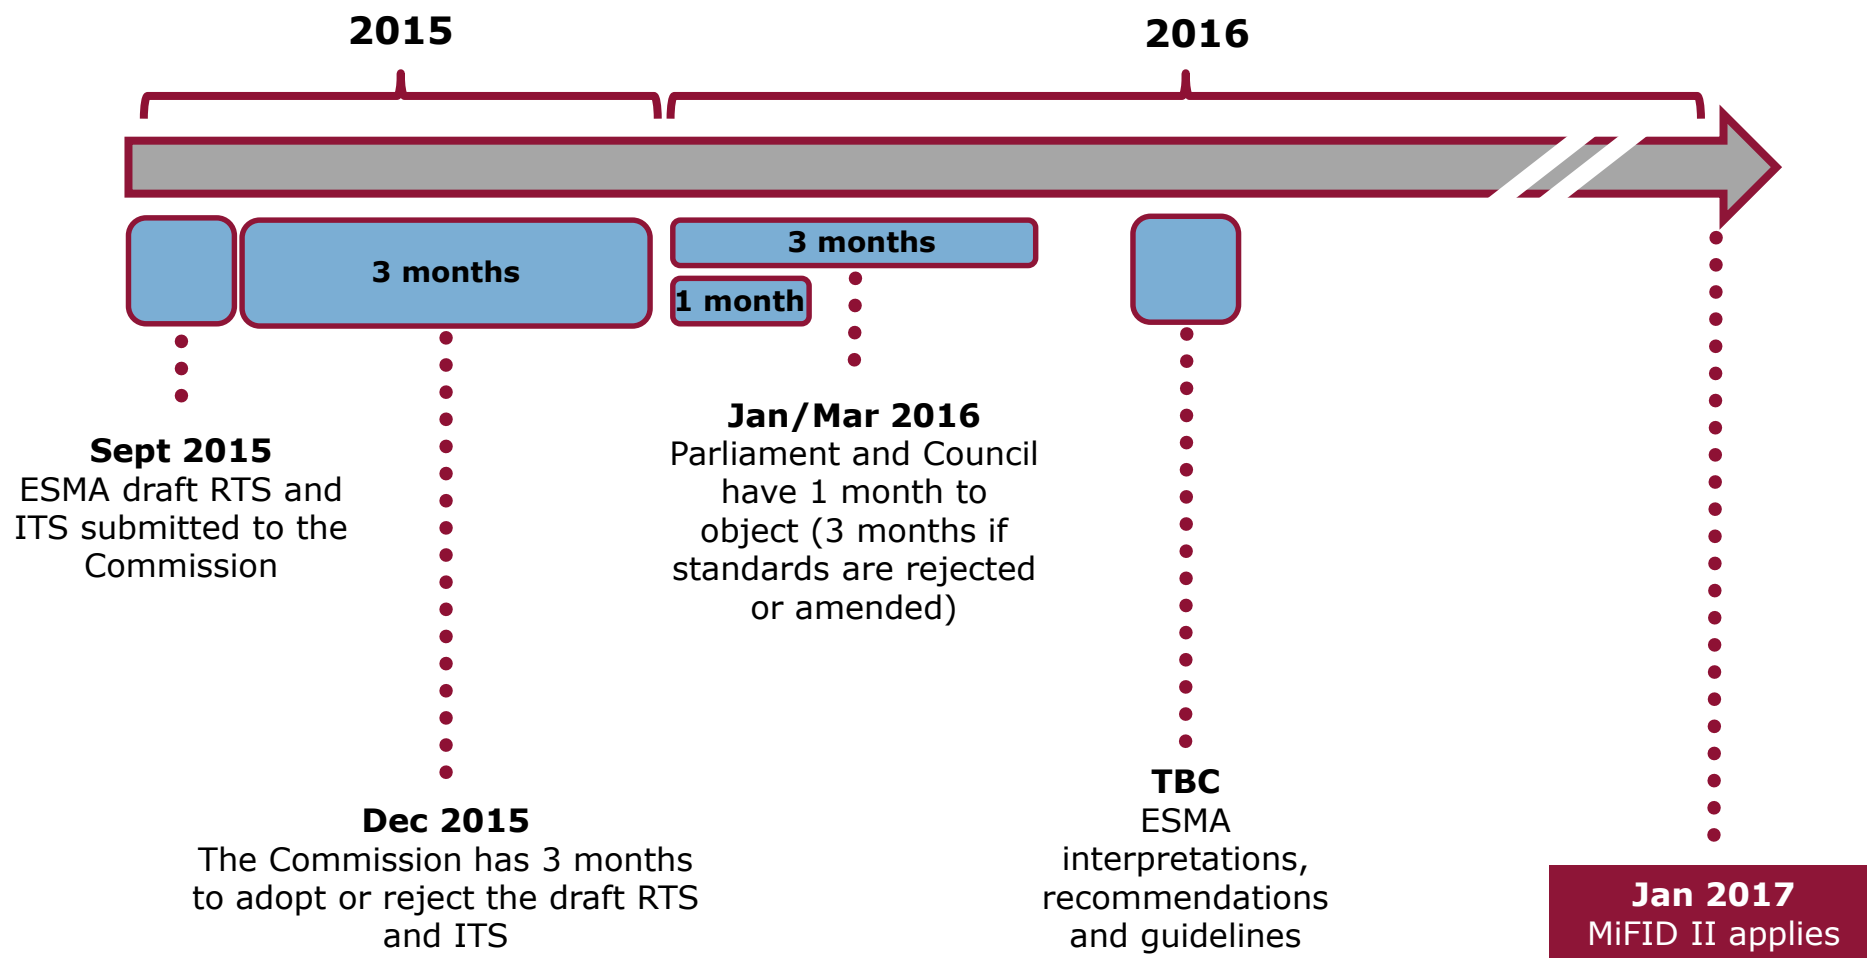 2015
2016
3 months
3 months
1 month
Sept 2015
ESMA draft RTS and
ITS submitted to the
Commission
Jan/Mar 2016
Parliament and Council
have 1 month to
object (3 months if
standards are rejected
or amended)
Dec 2015
The Commission has 3 months
to adopt or reject the draft RTS
and ITS
TBC
ESMA
interpretations,
recommendations
and guidelines
Jan 2017
MiFID II applies